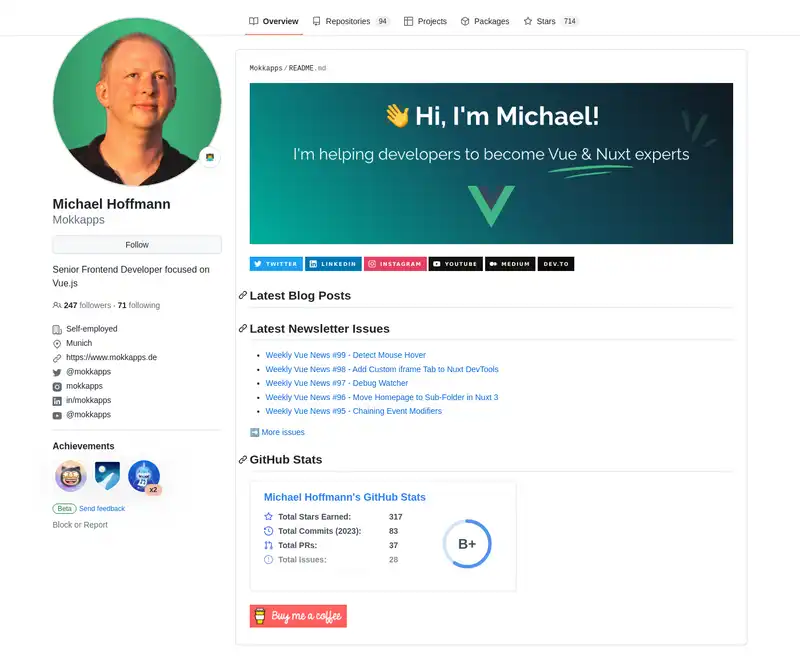 Overview
Repositories 94
Projects
Packages
Stars 714
Mokkapps/README.md
👋 Hi, I'm Michael!
I'm helping developers to become Vue & Nuxt experts
Michael Hoffmann
Mokkapps
Follow
Senior Frontend Developer focused on
Vue.js
247 followers · 71 following
Self-employed
Munich
https://www.mokkapps.de
@mokkapps
mokkapps
in/mokkapps
@mokkapps
Achievements
x2
Beta Send feedback
Block or Report
TWITTER
LINKEDIN
INSTAGRAM
YOUTUBE
MEDIUM
DEV.TO
Latest Blog Posts
Latest Newsletter Issues
Weekly Vue News #99 - Detect Mouse Hover
Weekly Vue News #98 - Add Custom iframe Tab to Nuxt DevTools
Weekly Vue News #97 - Debug Watcher
Weekly Vue News #96 - Move Homepage to Sub-Folder in Nuxt 3
Weekly Vue News #95 - Chaining Event Modifiers
➡️ More issues
GitHub Stats
Michael Hoffmann's GitHub Stats
Total Stars Earned: 317
Total Commits (2023): 83
Total PRs: 37
Total Issues: 28
B+
Buy me a coffee